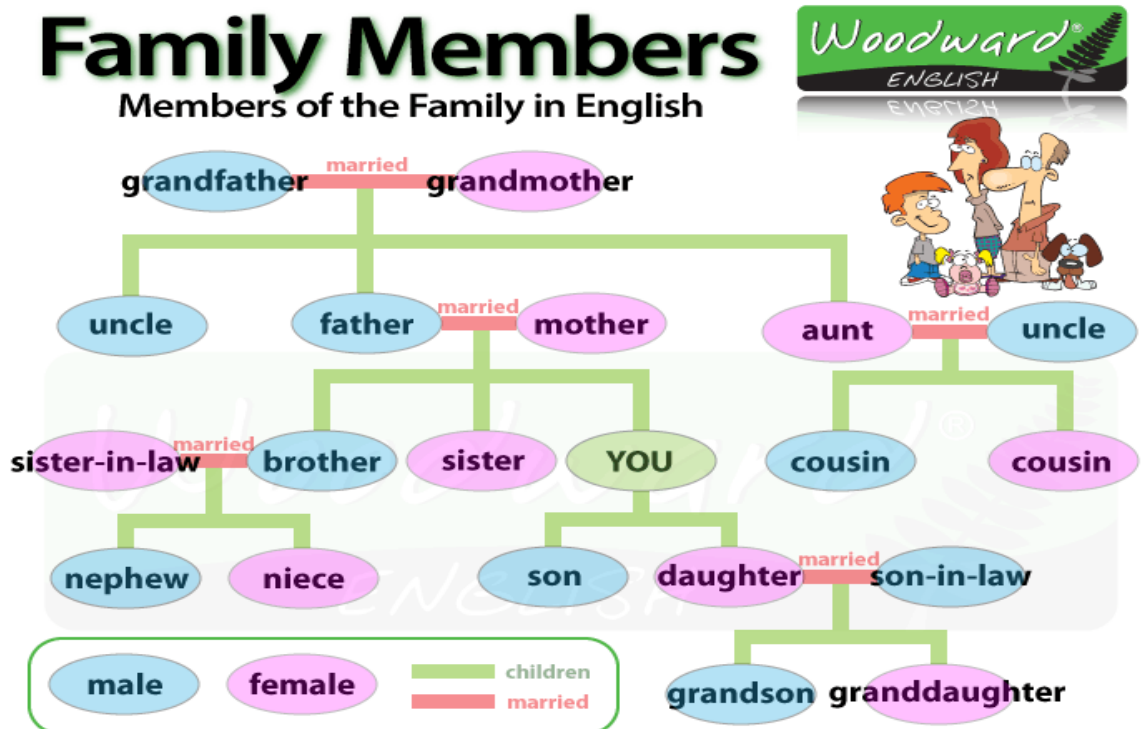 Family Members
Members of the Family in English
Woodward®
ENGLISH
grandfather married grandmother
uncle father married mother aunt married uncle
sister-in-law married brother sister YOU cousin cousin
nephew niece son daughter married son-in-law
grandson granddaughter
male female children
married
Woodward®
ENGLISH